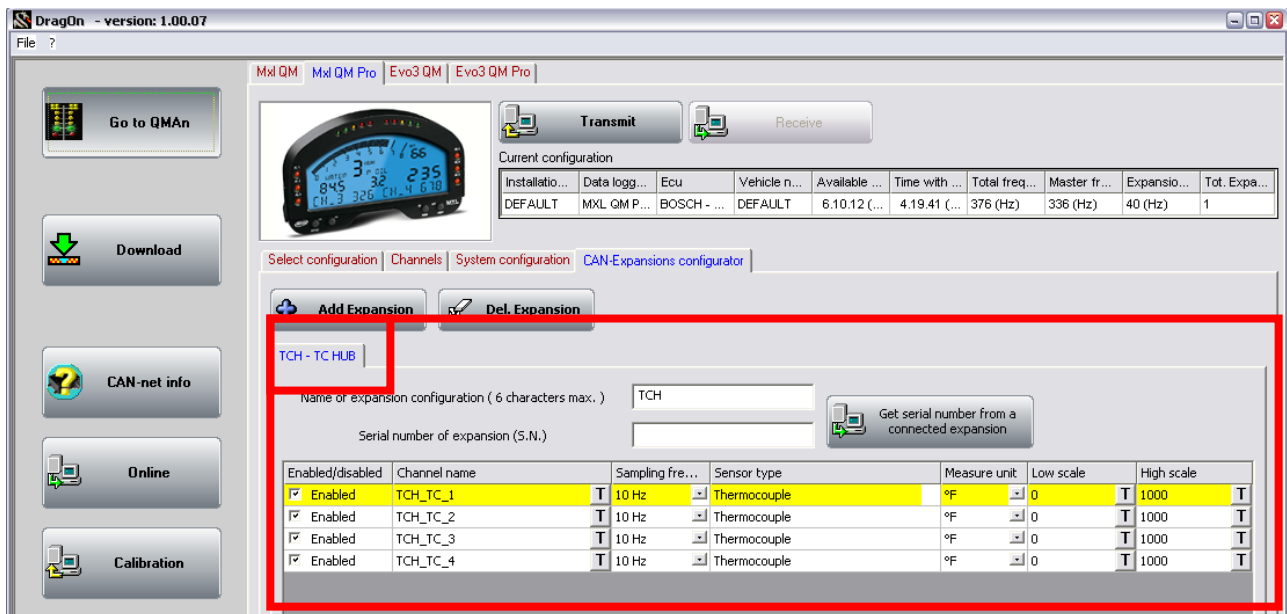 DragOn - version: 1.00.07
File ?
Mxl QM Mxl QM Pro Evo3 QM Evo3 QM Pro
Go to QMAn
Transmit Receive
Current configuration
Installatio... Data logg... Ecu Vehicle n... Available ... Time with ... Total freq... Master fr... Expansio... Tot. Expa...
DEFAULT MXL QM P... BOSCH - ... DEFAULT 6.10.12 (... 4.19.41 (... 376 (Hz) 336 (Hz) 40 (Hz) 1
Download
Select configuration Channels System configuration CAN-Expansions configurator
Add Expansion Del. Expansion
TCH - TC HUB
CAN-net info
Name of expansion configuration ( 6 characters max. ) TCH
Serial number of expansion (S.N.)
Get serial number from a
connected expansion
Online
Enabled/disabled Channel name Sampling fre... Sensor type Measure unit Low scale High scale
Enabled TCH_TC_1 T 10 Hz Thermocouple °F 0 T 1000 T
Enabled TCH_TC_2 T 10 Hz Thermocouple °F 0 T 1000 T
Enabled TCH_TC_3 T 10 Hz Thermocouple °F 0 T 1000 T
Enabled TCH_TC_4 T 10 Hz Thermocouple °F 0 T 1000 T
Calibration